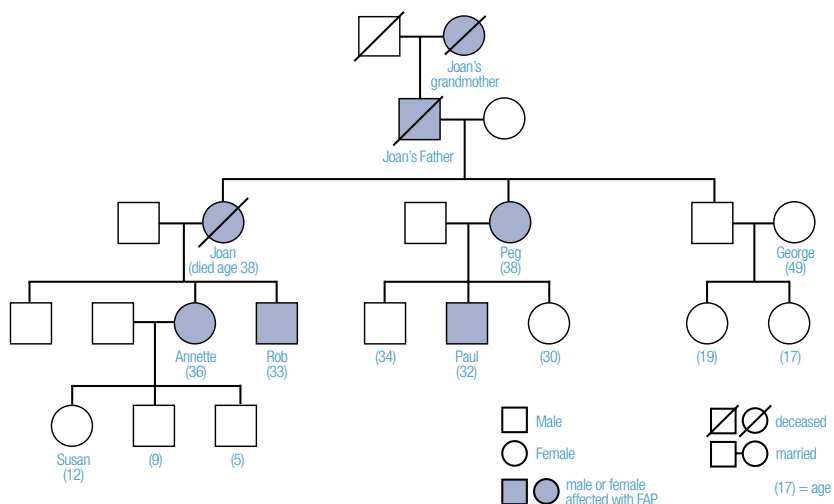 Joan's
grandmother
Joan's Father
Joan
(died age 38)
Peg
(38)
George
(49)
Annette
(36)
Rob
(33)
(34)
Paul
(32)
(30)
(19)
(17)
Susan
(12)
(9)
(5)
Male
Female
male or female
affected with FAP
deceased
married
(17) = age